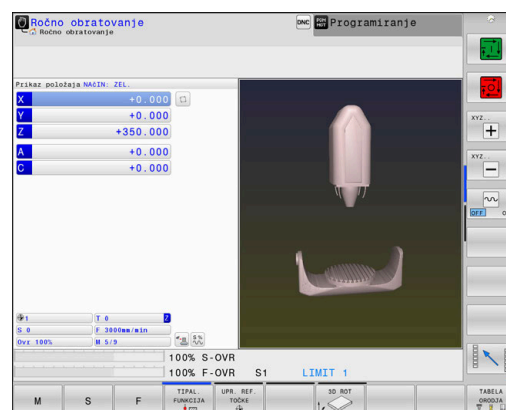 Ročno obratovanje
Ročno obratovanje
DNC
Programiranje
Prikaz položaja NAčIN: ZEL.
X +0.000
Y +0.000
Z +350.000
A +0.000
C +0.000
1 T 0 Z
S 0 F 3000mm/min
Ovr 100% M 5/9
100% S-OVR
100% F-OVR S1 LIMIT 1
XYZ..
+
XYZ..
−
OFF
M
S
F
TIPAL. FUNKCIJA
UPR. REF. TOČKE
3D ROT
TABELA ORODJA